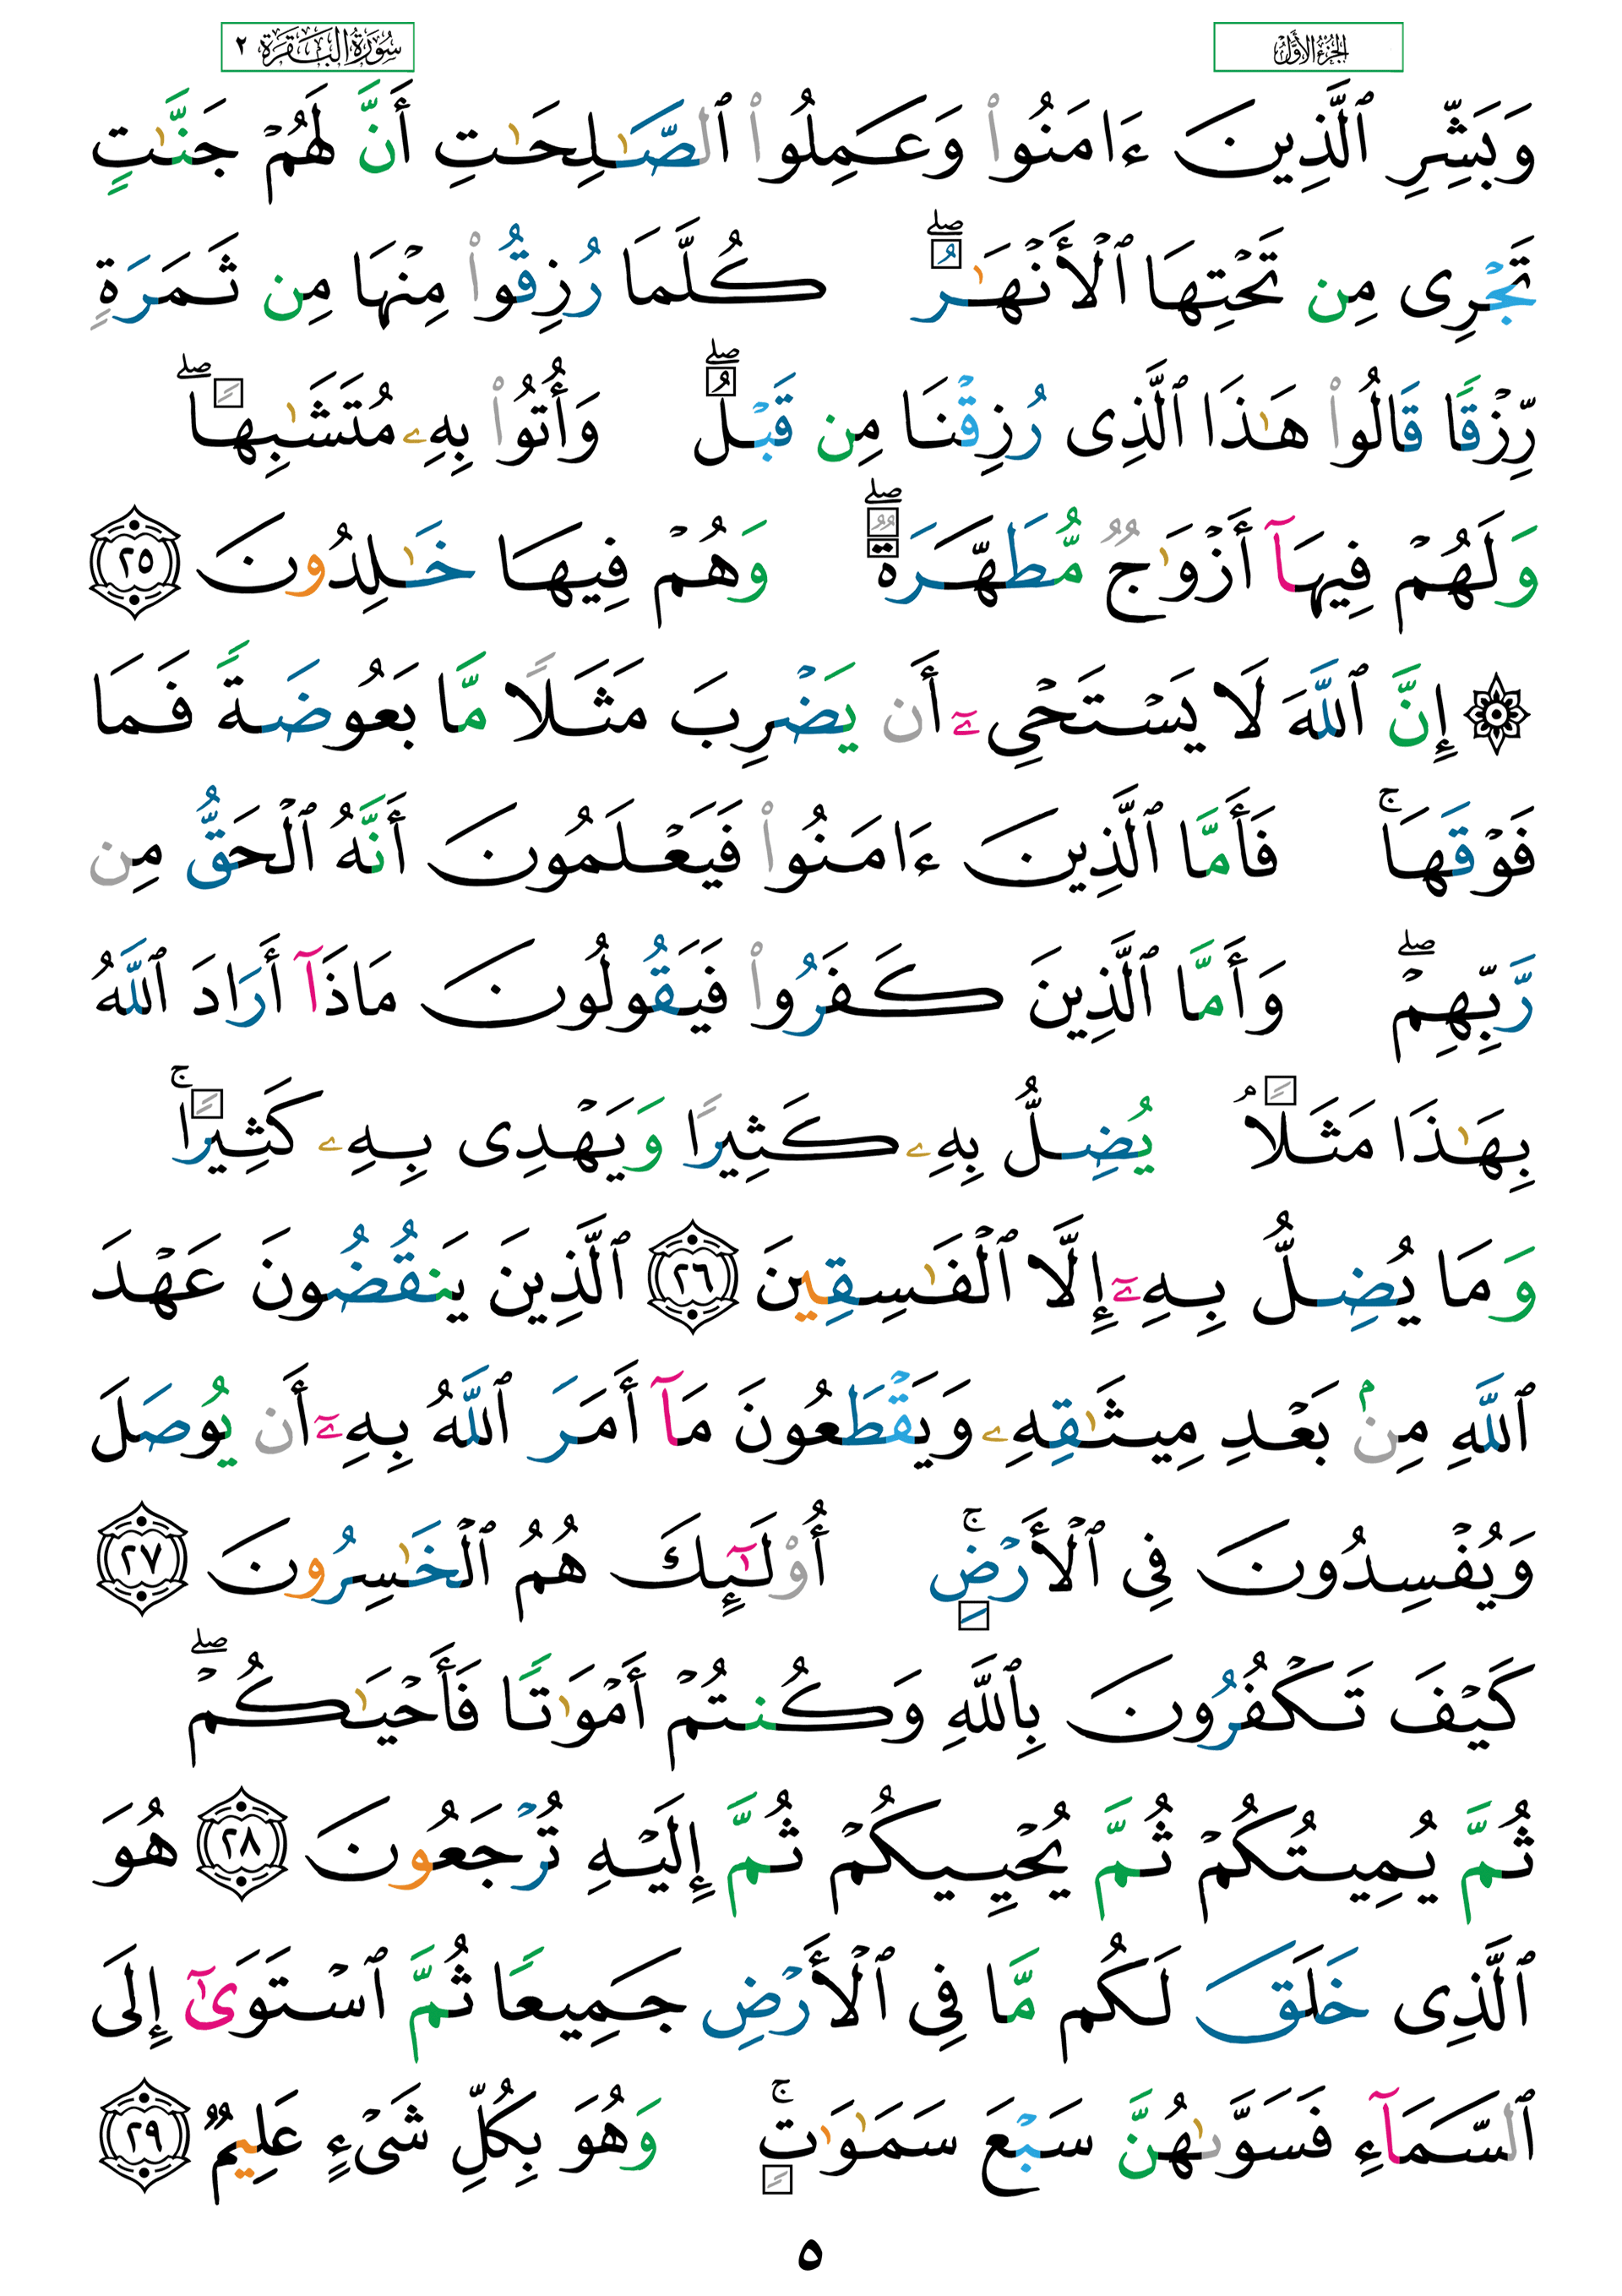 الجزء الأول
سورة البقرة ٢
وَبَشِّرِ ٱلَّذِينَ ءَامَنُوا۟ وَعَمِلُوا۟ ٱلصَّـٰلِحَـٰتِ أَنَّ لَهُمْ جَنَّـٰتٍ
تَجْرِى مِن تَحْتِهَا ٱلْأَنْهَـٰرُ ۖ كُلَّمَا رُزِقُوا۟ مِنْهَا مِن ثَمَرَةٍ
رِّزْقًا قَالُوا۟ هَـٰذَا ٱلَّذِى رُزِقْنَا مِن قَبْلُ ۖ وَأُتُوا۟ بِهِۦ مُتَشَـٰبِهًا ۖ
وَلَهُمْ فِيهَآ أَزْوَٰجٌ مُّطَهَّرَةٌ ۖ وَهُمْ فِيهَا خَـٰلِدُونَ ٢٥
۞ إِنَّ ٱللَّهَ لَا يَسْتَحْىِۦٓ أَن يَضْرِبَ مَثَلًا مَّا بَعُوضَةً فَمَا
فَوْقَهَا ۚ فَأَمَّا ٱلَّذِينَ ءَامَنُوا۟ فَيَعْلَمُونَ أَنَّهُ ٱلْحَقُّ مِن
رَّبِّهِمْ ۖ وَأَمَّا ٱلَّذِينَ كَفَرُوا۟ فَيَقُولُونَ مَاذَآ أَرَادَ ٱللَّهُ
بِهَـٰذَا مَثَلًا ۘ يُضِلُّ بِهِۦ كَثِيرًا وَيَهْدِى بِهِۦ كَثِيرًا ۚ
وَمَا يُضِلُّ بِهِۦٓ إِلَّا ٱلْفَـٰسِقِينَ ٢٦ ٱلَّذِينَ يَنقُضُونَ عَهْدَ
ٱللَّهِ مِنۢ بَعْدِ مِيثَـٰقِهِۦ وَيَقْطَعُونَ مَآ أَمَرَ ٱللَّهُ بِهِۦٓ أَن يُوصَلَ
وَيُفْسِدُونَ فِى ٱلْأَرْضِ ۚ أُو۟لَـٰٓئِكَ هُمُ ٱلْخَـٰسِرُونَ ٢٧
كَيْفَ تَكْفُرُونَ بِٱللَّهِ وَكُنتُمْ أَمْوَٰتًا فَأَحْيَـٰكُمْ ۖ
ثُمَّ يُمِيتُكُمْ ثُمَّ يُحْيِيكُمْ ثُمَّ إِلَيْهِ تُرْجَعُونَ ٢٨ هُوَ
ٱلَّذِى خَلَقَ لَكُم مَّا فِى ٱلْأَرْضِ جَمِيعًا ثُمَّ ٱسْتَوَىٰٓ إِلَى
ٱلسَّمَآءِ فَسَوَّىٰهُنَّ سَبْعَ سَمَـٰوَٰتٍ ۚ وَهُوَ بِكُلِّ شَىْءٍ عَلِيمٌ ٢٩
٥